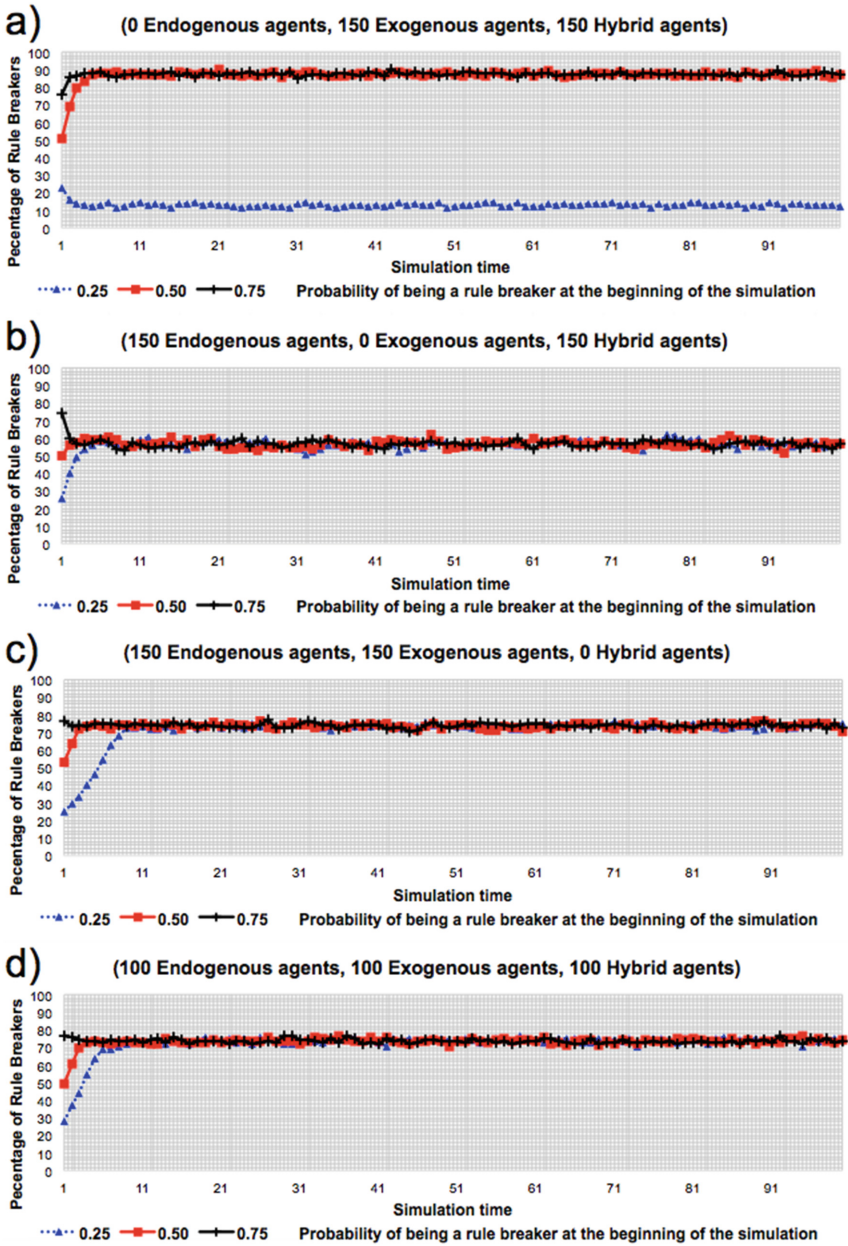 a)
(0 Endogenous agents, 150 Exogenous agents, 150 Hybrid agents)
Pecentage of Rule Breakers
100
90
80
70
60
50
40
30
20
10
0
1 11 21 31 41 51 61 71 81 91
Simulation time
0.25 0.50 0.75 Probability of being a rule breaker at the beginning of the simulation
b)
(150 Endogenous agents, 0 Exogenous agents, 150 Hybrid agents)
Pecentage of Rule Breakers
100
90
80
70
60
50
40
30
20
10
0
1 11 21 31 41 51 61 71 81 91
Simulation time
0.25 0.50 0.75 Probability of being a rule breaker at the beginning of the simulation
c)
(150 Endogenous agents, 150 Exogenous agents, 0 Hybrid agents)
Pecentage of Rule Breakers
100
90
80
70
60
50
40
30
20
10
0
1 11 21 31 41 51 61 71 81 91
Simulation time
0.25 0.50 0.75 Probability of being a rule breaker at the beginning of the simulation
d)
(100 Endogenous agents, 100 Exogenous agents, 100 Hybrid agents)
Pecentage of Rule Breakers
100
90
80
70
60
50
40
30
20
10
0
1 11 21 31 41 51 61 71 81 91
Simulation time
0.25 0.50 0.75 Probability of being a rule breaker at the beginning of the simulation